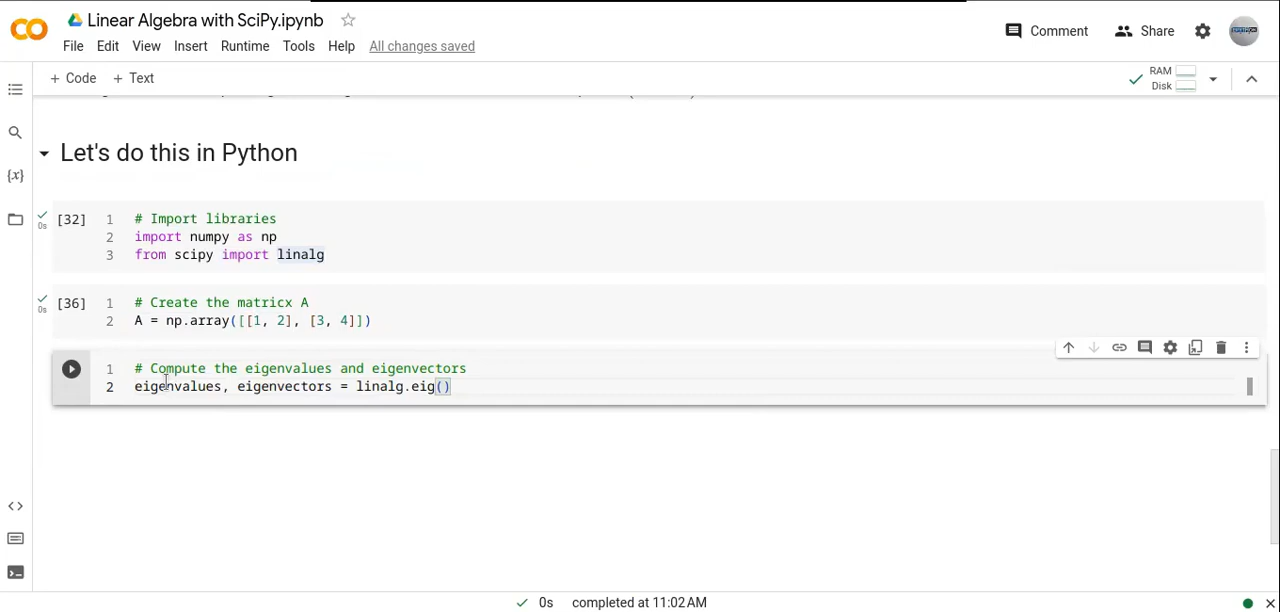 Linear Algebra with SciPy.ipynb
File Edit View Insert Runtime Tools Help All changes saved
Comment Share
+ Code + Text
RAM
Disk
Let's do this in Python
[32] 1 # Import libraries
2 import numpy as np
3 from scipy import linalg
0s
[36] 1 # Create the matricx A
2 A = np.array([[1, 2], [3, 4]])
0s
1 # Compute the eigenvalues and eigenvectors
2 eigenvalues, eigenvectors = linalg.eig()
{x}
0s completed at 11:02 AM